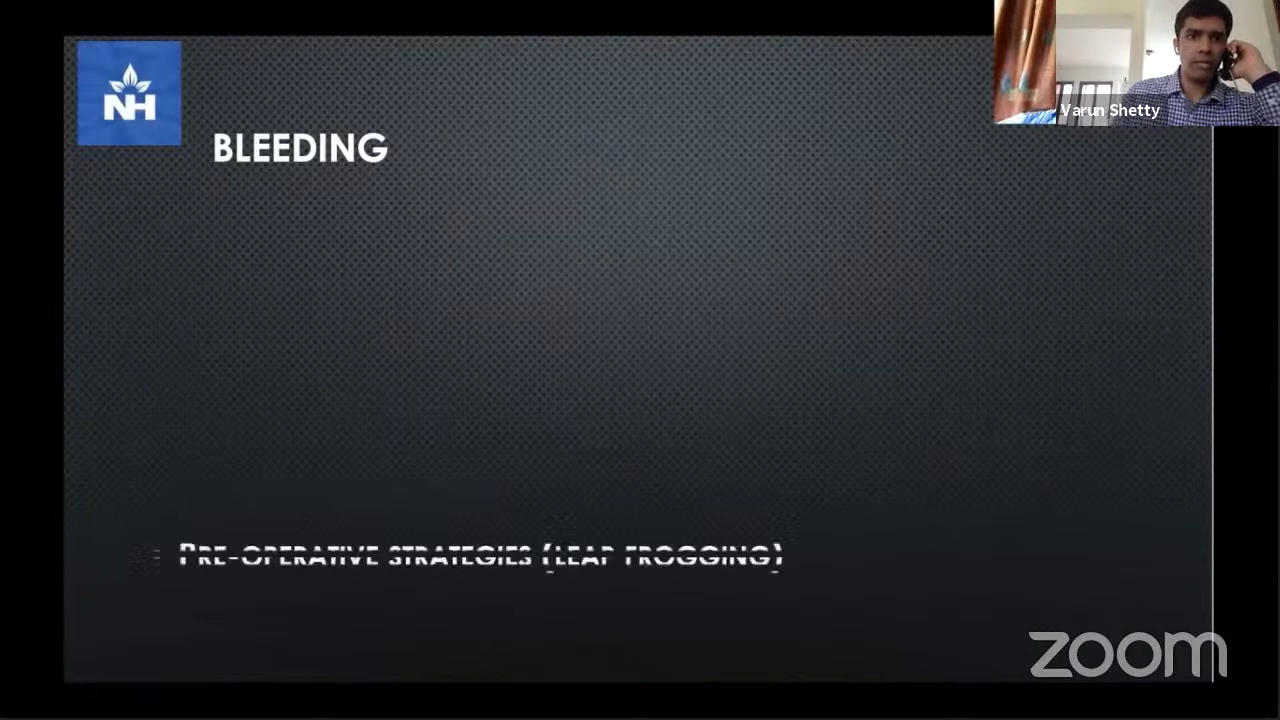 NH
Varun Shetty
BLEEDING
PRE-OPERATIVE STRATEGIES (LEAP FROGGING)
zoom